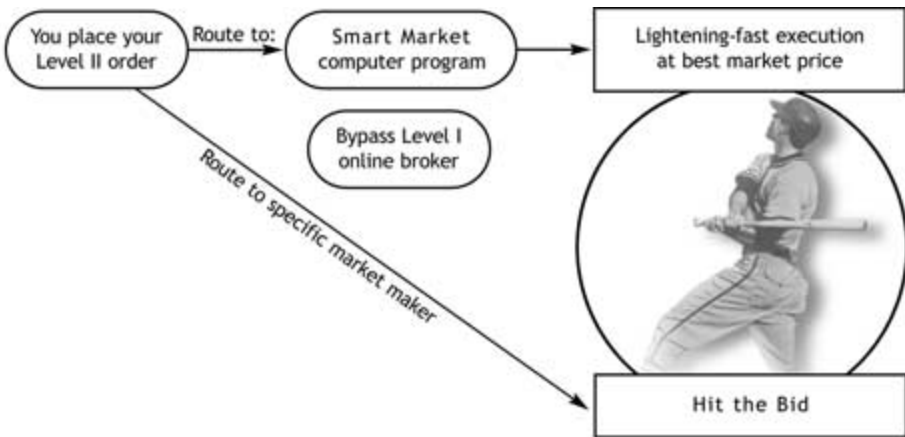 You place your
Level II order
Route to:
Smart Market
computer program
Lightening-fast execution
at best market price
Bypass Level I
online broker
Route to specific market maker
Hit the Bid